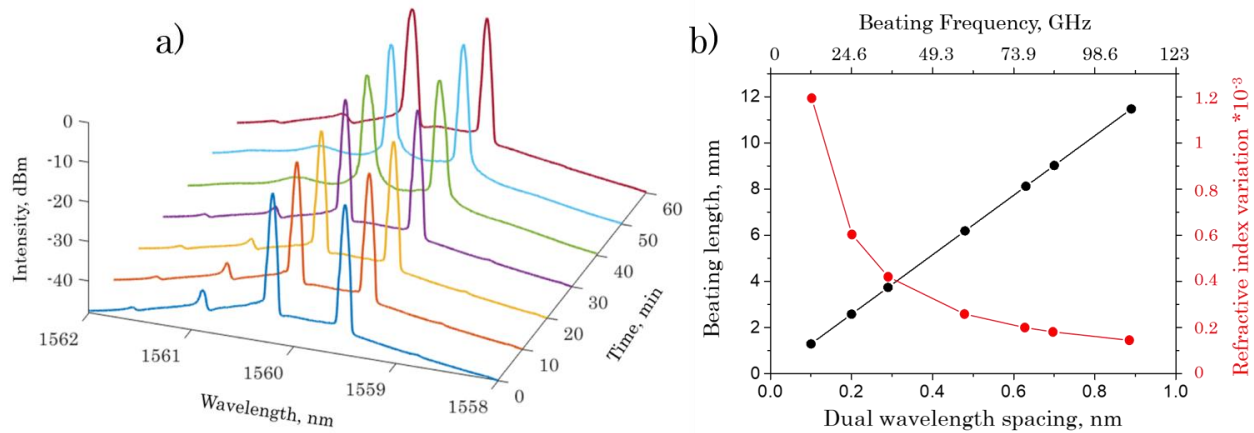 a)
0
-10
-20
-30
-40
Intensity, dBm
1562
1561
1560
1559
1558
Wavelength, nm
0
10
20
30
40
50
60
Time, min
b)
Beating Frequency, GHz
0 24.6 49.3 73.9 98.6 123
12
10
8
6
4
2
0
Beating length, mm
1.2
1
0.8
0.6
0.4
0.2
0
Refractive index variation *10-3
0.0 0.2 0.4 0.6 0.8 1.0
Dual wavelength spacing, nm